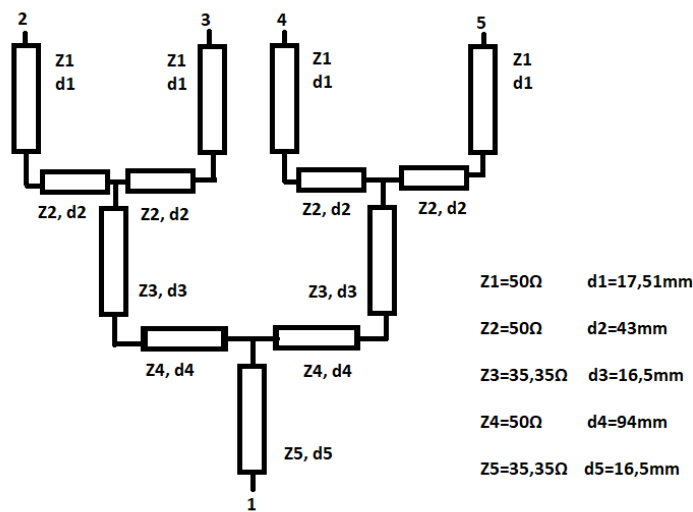 2
3
4
5
Z1
d1
Z1
d1
Z1
d1
Z1
d1
Z2, d2
Z2, d2
Z2, d2
Z2, d2
Z3, d3
Z3, d3
Z4, d4
Z4, d4
Z5, d5
1
Z1=50Ω d1=17,51mm
Z2=50Ω d2=43mm
Z3=35,35Ω d3=16,5mm
Z4=50Ω d4=94mm
Z5=35,35Ω d5=16,5mm